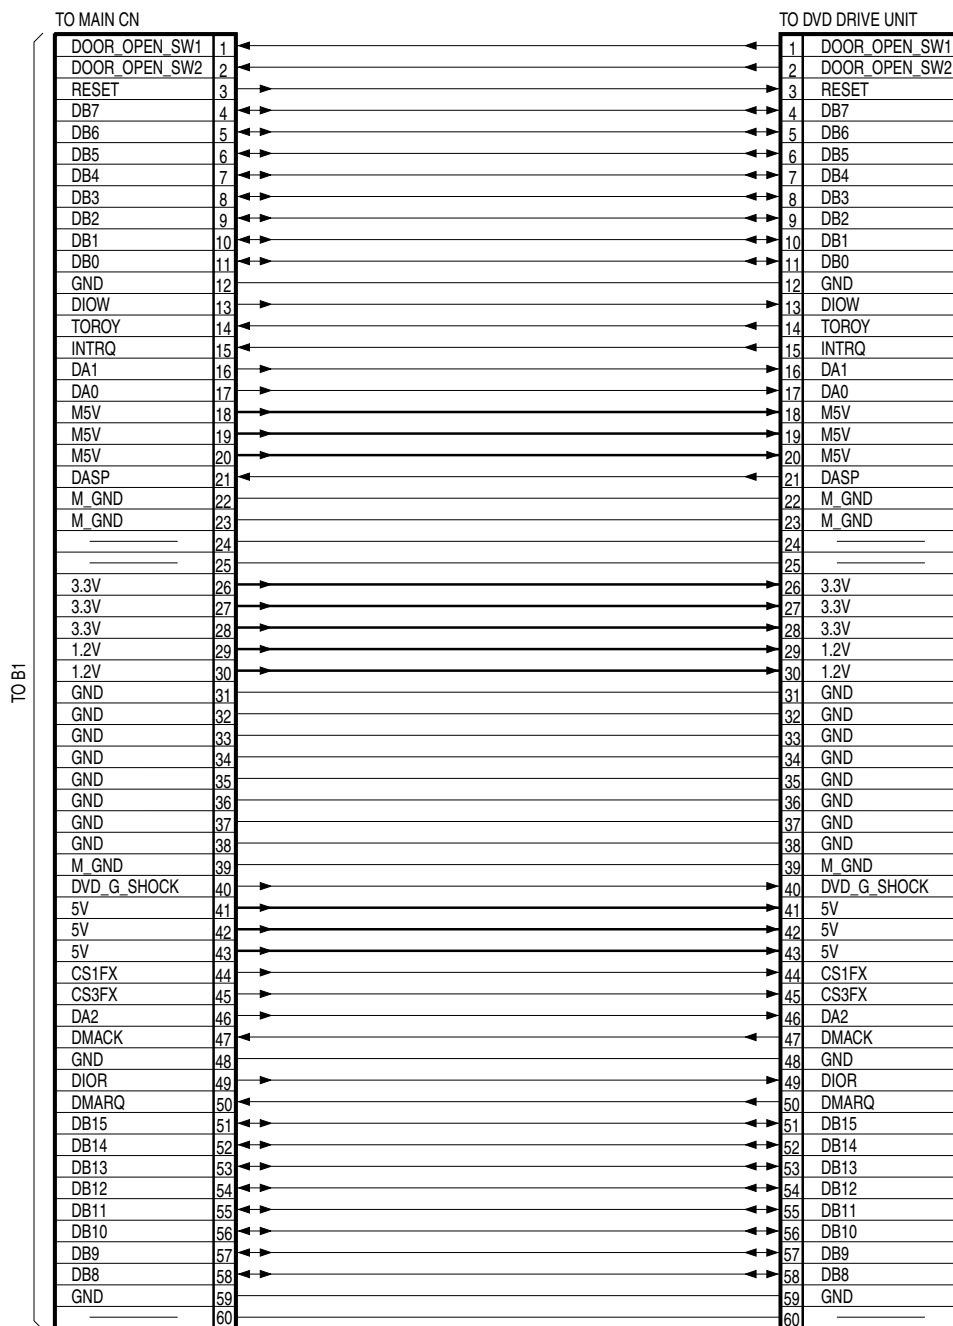 TO MAIN CN TO DVD DRIVE UNIT
DOOR_OPEN_SW1 1 1 DOOR_OPEN_SW1
DOOR_OPEN_SW2 2 2 DOOR_OPEN_SW2
RESET 3 3 RESET
DB7 4 4 DB7
DB6 5 5 DB6
DB5 6 6 DB5
DB4 7 7 DB4
DB3 8 8 DB3
DB2 9 9 DB2
DB1 10 10 DB1
DB0 11 11 DB0
GND 12 12 GND
DIOW 13 13 DIOW
TOROY 14 14 TOROY
INTRQ 15 15 INTRQ
DA1 16 16 DA1
DA0 17 17 DA0
M5V 18 18 M5V
M5V 19 19 M5V
M5V 20 20 M5V
DASP 21 21 DASP
M_GND 22 22 M_GND
M_GND 23 23 M_GND
24 24
25 25
3.3V 26 26 3.3V
3.3V 27 27 3.3V
3.3V 28 28 3.3V
1.2V 29 29 1.2V
1.2V 30 30 1.2V
TO B1
GND 31 31 GND
GND 32 32 GND
GND 33 33 GND
GND 34 34 GND
GND 35 35 GND
GND 36 36 GND
GND 37 37 GND
GND 38 38 GND
M_GND 39 39 M_GND
DVD_G_SHOCK 40 40 DVD_G_SHOCK
5V 41 41 5V
5V 42 42 5V
5V 43 43 5V
CS1FX 44 44 CS1FX
CS3FX 45 45 CS3FX
DA2 46 46 DA2
DMACK 47 47 DMACK
GND 48 48 GND
DIOR 49 49 DIOR
DMARQ 50 50 DMARQ
DB15 51 51 DB15
DB14 52 52 DB14
DB13 53 53 DB13
DB12 54 54 DB12
DB11 55 55 DB11
DB10 56 56 DB10
DB9 57 57 DB9
DB8 58 58 DB8
GND 59 59 GND
60 60